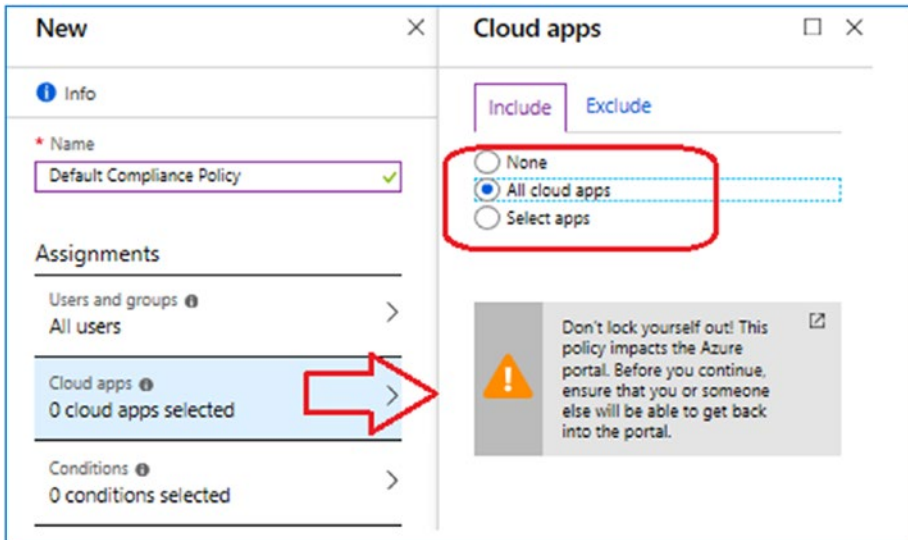 New
Info
* Name
Default Compliance Policy
Assignments
Users and groups
All users
Cloud apps
0 cloud apps selected
Conditions
0 conditions selected
Cloud apps
Include
Exclude
None
All cloud apps
Select apps
Don't lock yourself out! This
policy impacts the Azure
portal. Before you continue,
ensure that you or someone
else will be able to get back
into the portal.